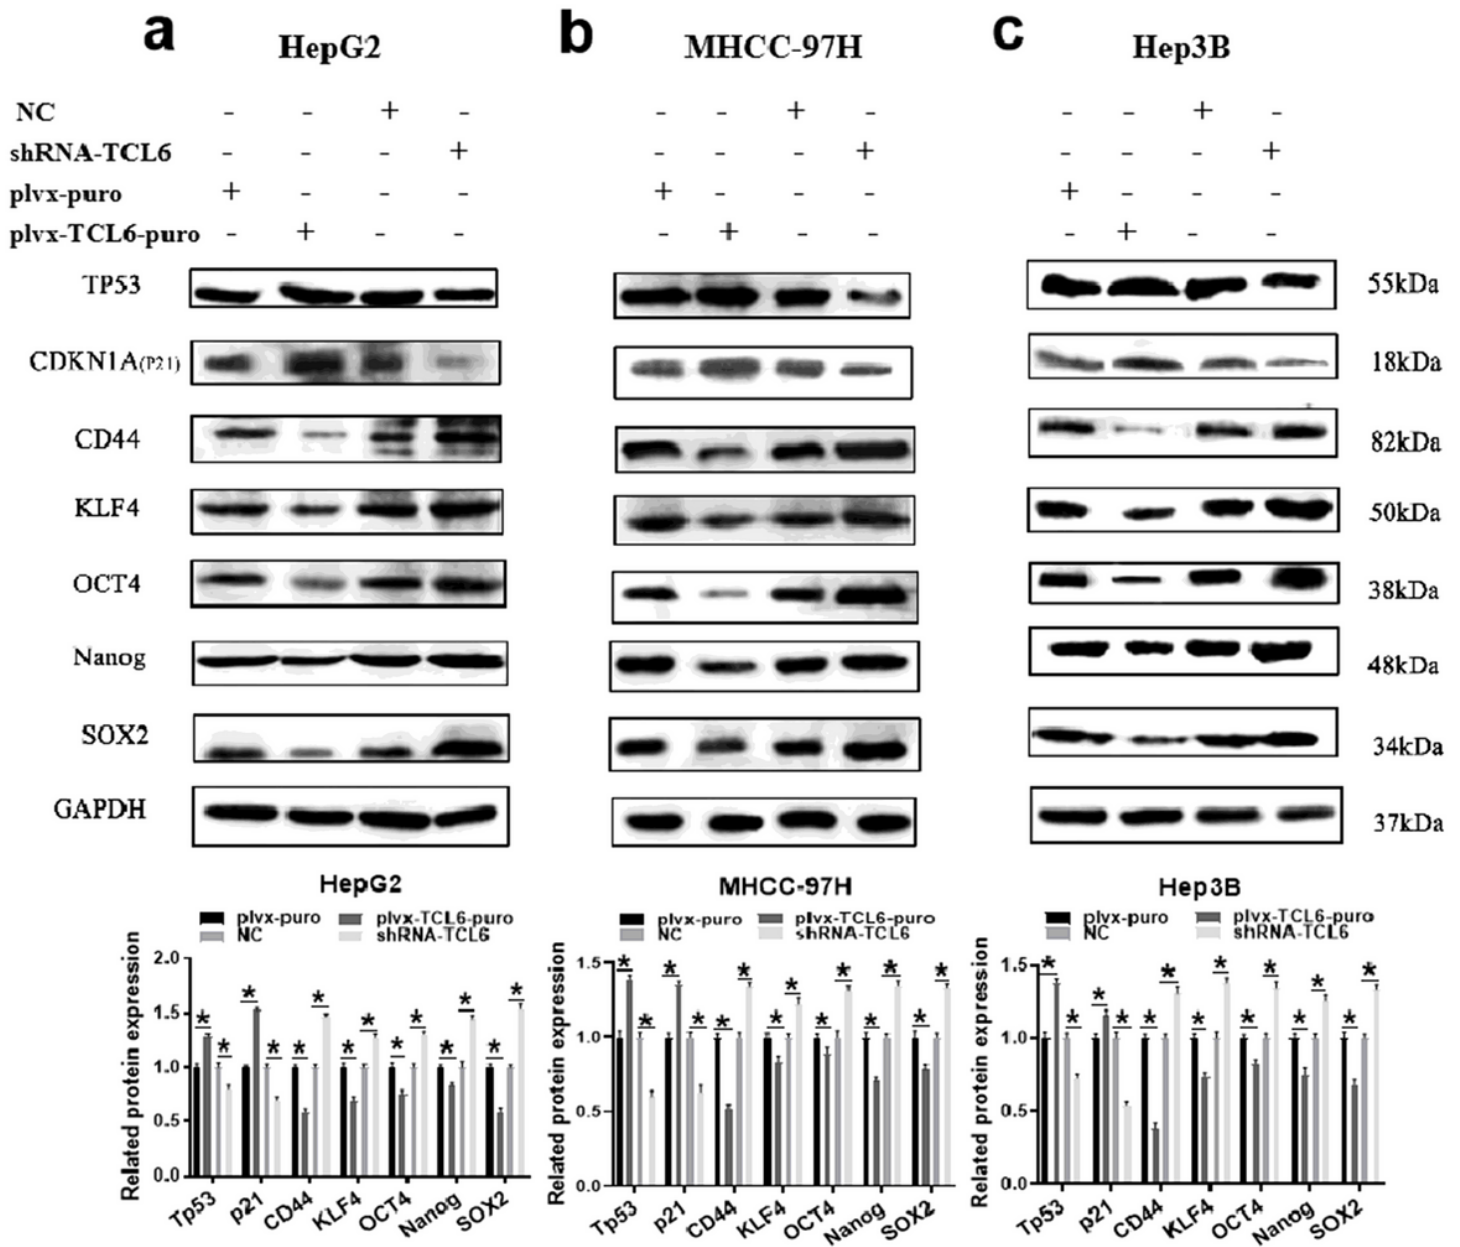 a HepG2 b MHCC-97H c Hep3B
NC - - + - - - + - - - + -
shRNA-TCL6 - - - + - - - + - - - +
plvx-puro + - - - + - - - + - - -
plvx-TCL6-puro - + - - - + - - - + - -
TP53 55kDa
CDKN1A(P21) 18kDa
CD44 82kDa
KLF4 50kDa
OCT4 38kDa
Nanog 48kDa
SOX2 34kDa
GAPDH 37kDa
HepG2
plvx-puro plvx-TCL6-puro
NC shRNA-TCL6
Related protein expression
2.0
1.5
1.0
0.5
0.0
* * * * * * * * * * * * * *
Tp53 p21 CD44 KLF4 OCT4 Nanog SOX2
MHCC-97H
plvx-puro plvx-TCL6-puro
NC shRNA-TCL6
Related protein expression
1.5
1.0
0.5
0.0
* * * * * * * * * * * * * *
Tp53 p21 CD44 KLF4 OCT4 Nanog SOX2
Hep3B
plvx-puro plvx-TCL6-puro
NC shRNA-TCL6
Related protein expression
1.5
1.0
0.5
0.0
* * * * * * * * * * * * * *
Tp53 p21 CD44 KLF4 OCT4 Nanog SOX2